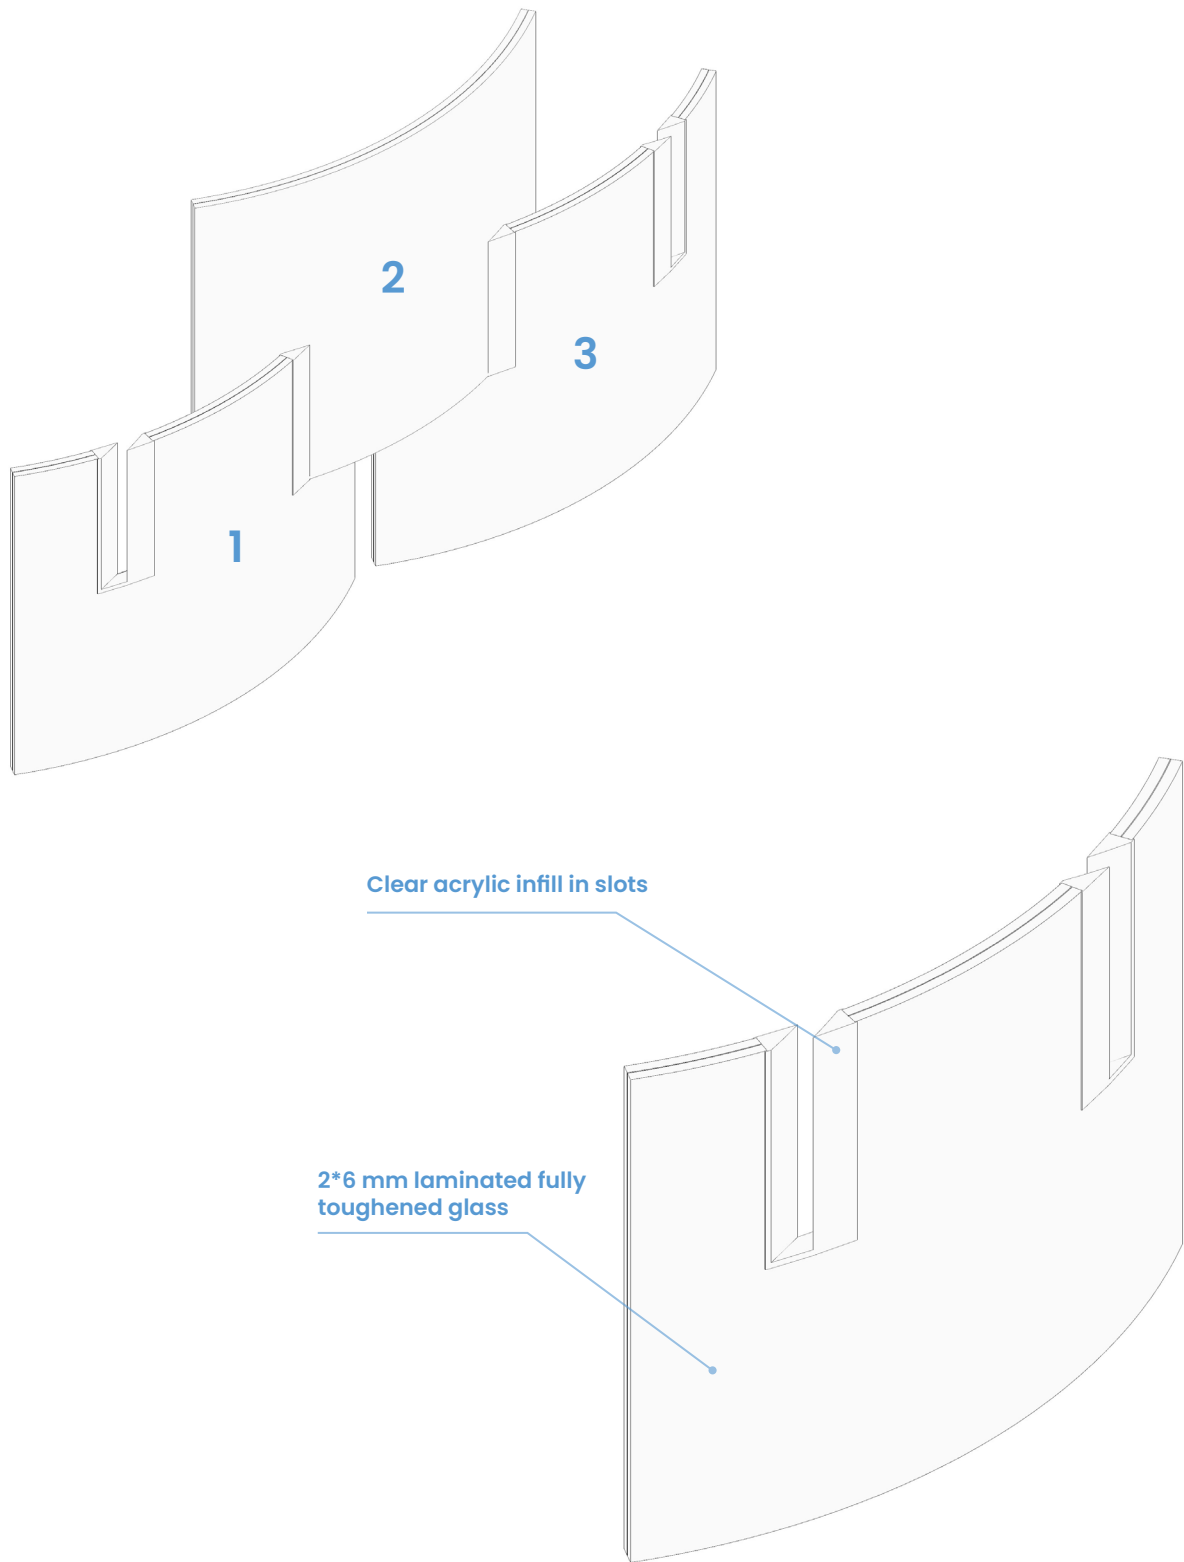 2
3
1
Clear acrylic infill in slots
2*6 mm laminated fully
toughened glass